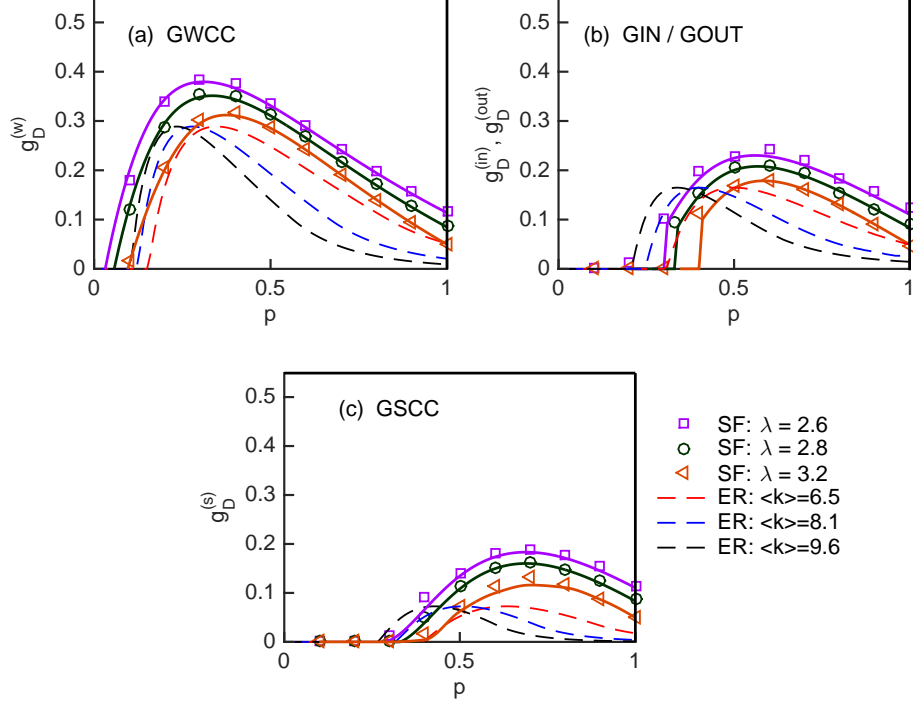 (a) GWCC
g_D^(w)
0.5
0.4
0.3
0.2
0.1
0
0 0.5 1
p
(b) GIN / GOUT
g_D^(in), g_D^(out)
0.5
0.4
0.3
0.2
0.1
0
0 0.5 1
p
(c) GSCC
g_D^(s)
0.5
0.4
0.3
0.2
0.1
0
0 0.5 1
p
SF: λ = 2.6
SF: λ = 2.8
SF: λ = 3.2
ER: <k>=6.5
ER: <k>=8.1
ER: <k>=9.6